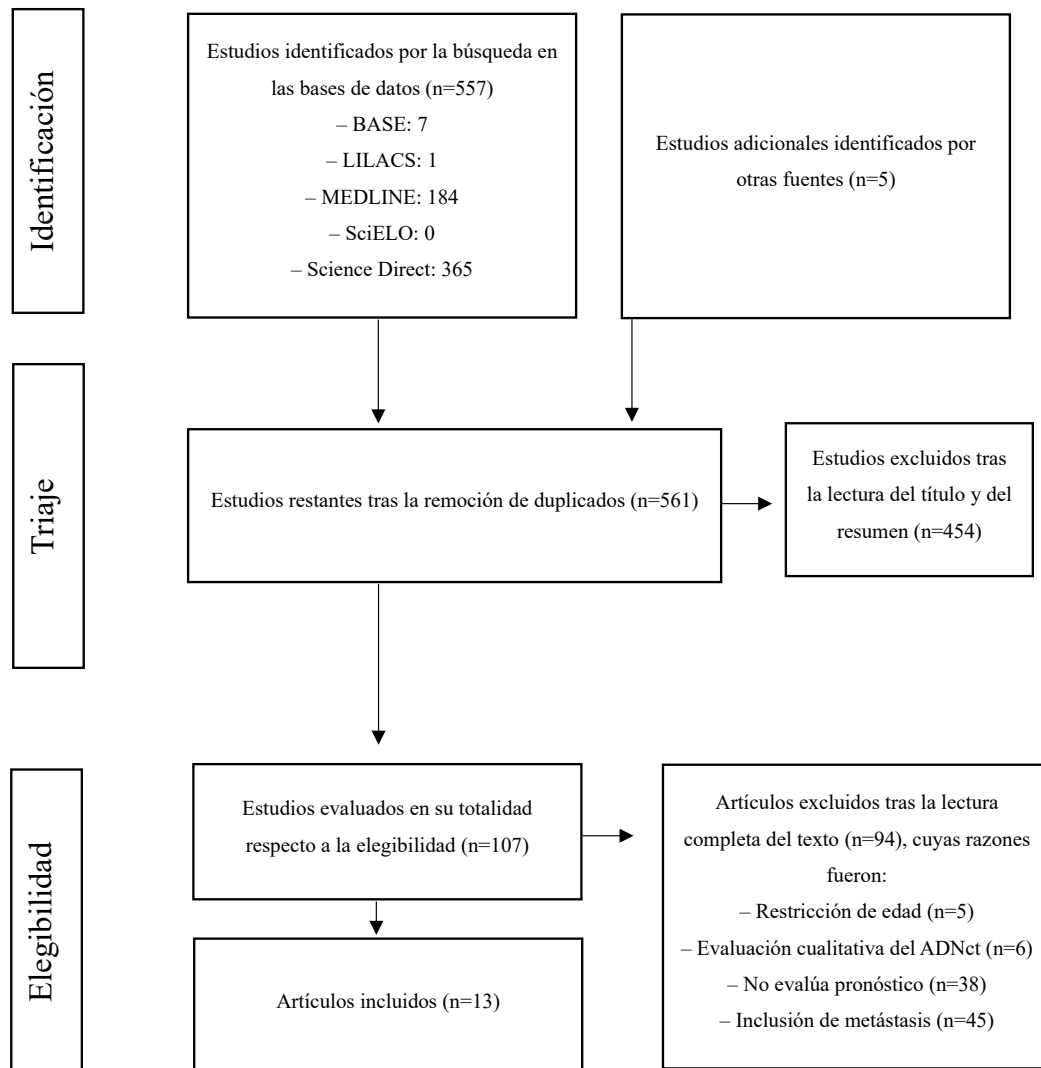 Identificación
Estudios identificados por la búsqueda en
las bases de datos (n=557)
– BASE: 7
– LILACS: 1
– MEDLINE: 184
– SciELO: 0
– Science Direct: 365
Estudios adicionales identificados por
otras fuentes (n=5)
Triaje
Estudios restantes tras la remoción de duplicados (n=561)
Estudios excluidos tras
la lectura del título y del
resumen (n=454)
Elegibilidad
Estudios evaluados en su totalidad
respecto a la elegibilidad (n=107)
Artículos excluidos tras la lectura
completa del texto (n=94), cuyas razones
fueron:
– Restricción de edad (n=5)
– Evaluación cualitativa del ADNct (n=6)
– No evalúa pronóstico (n=38)
– Inclusión de metástasis (n=45)
Artículos incluidos (n=13)